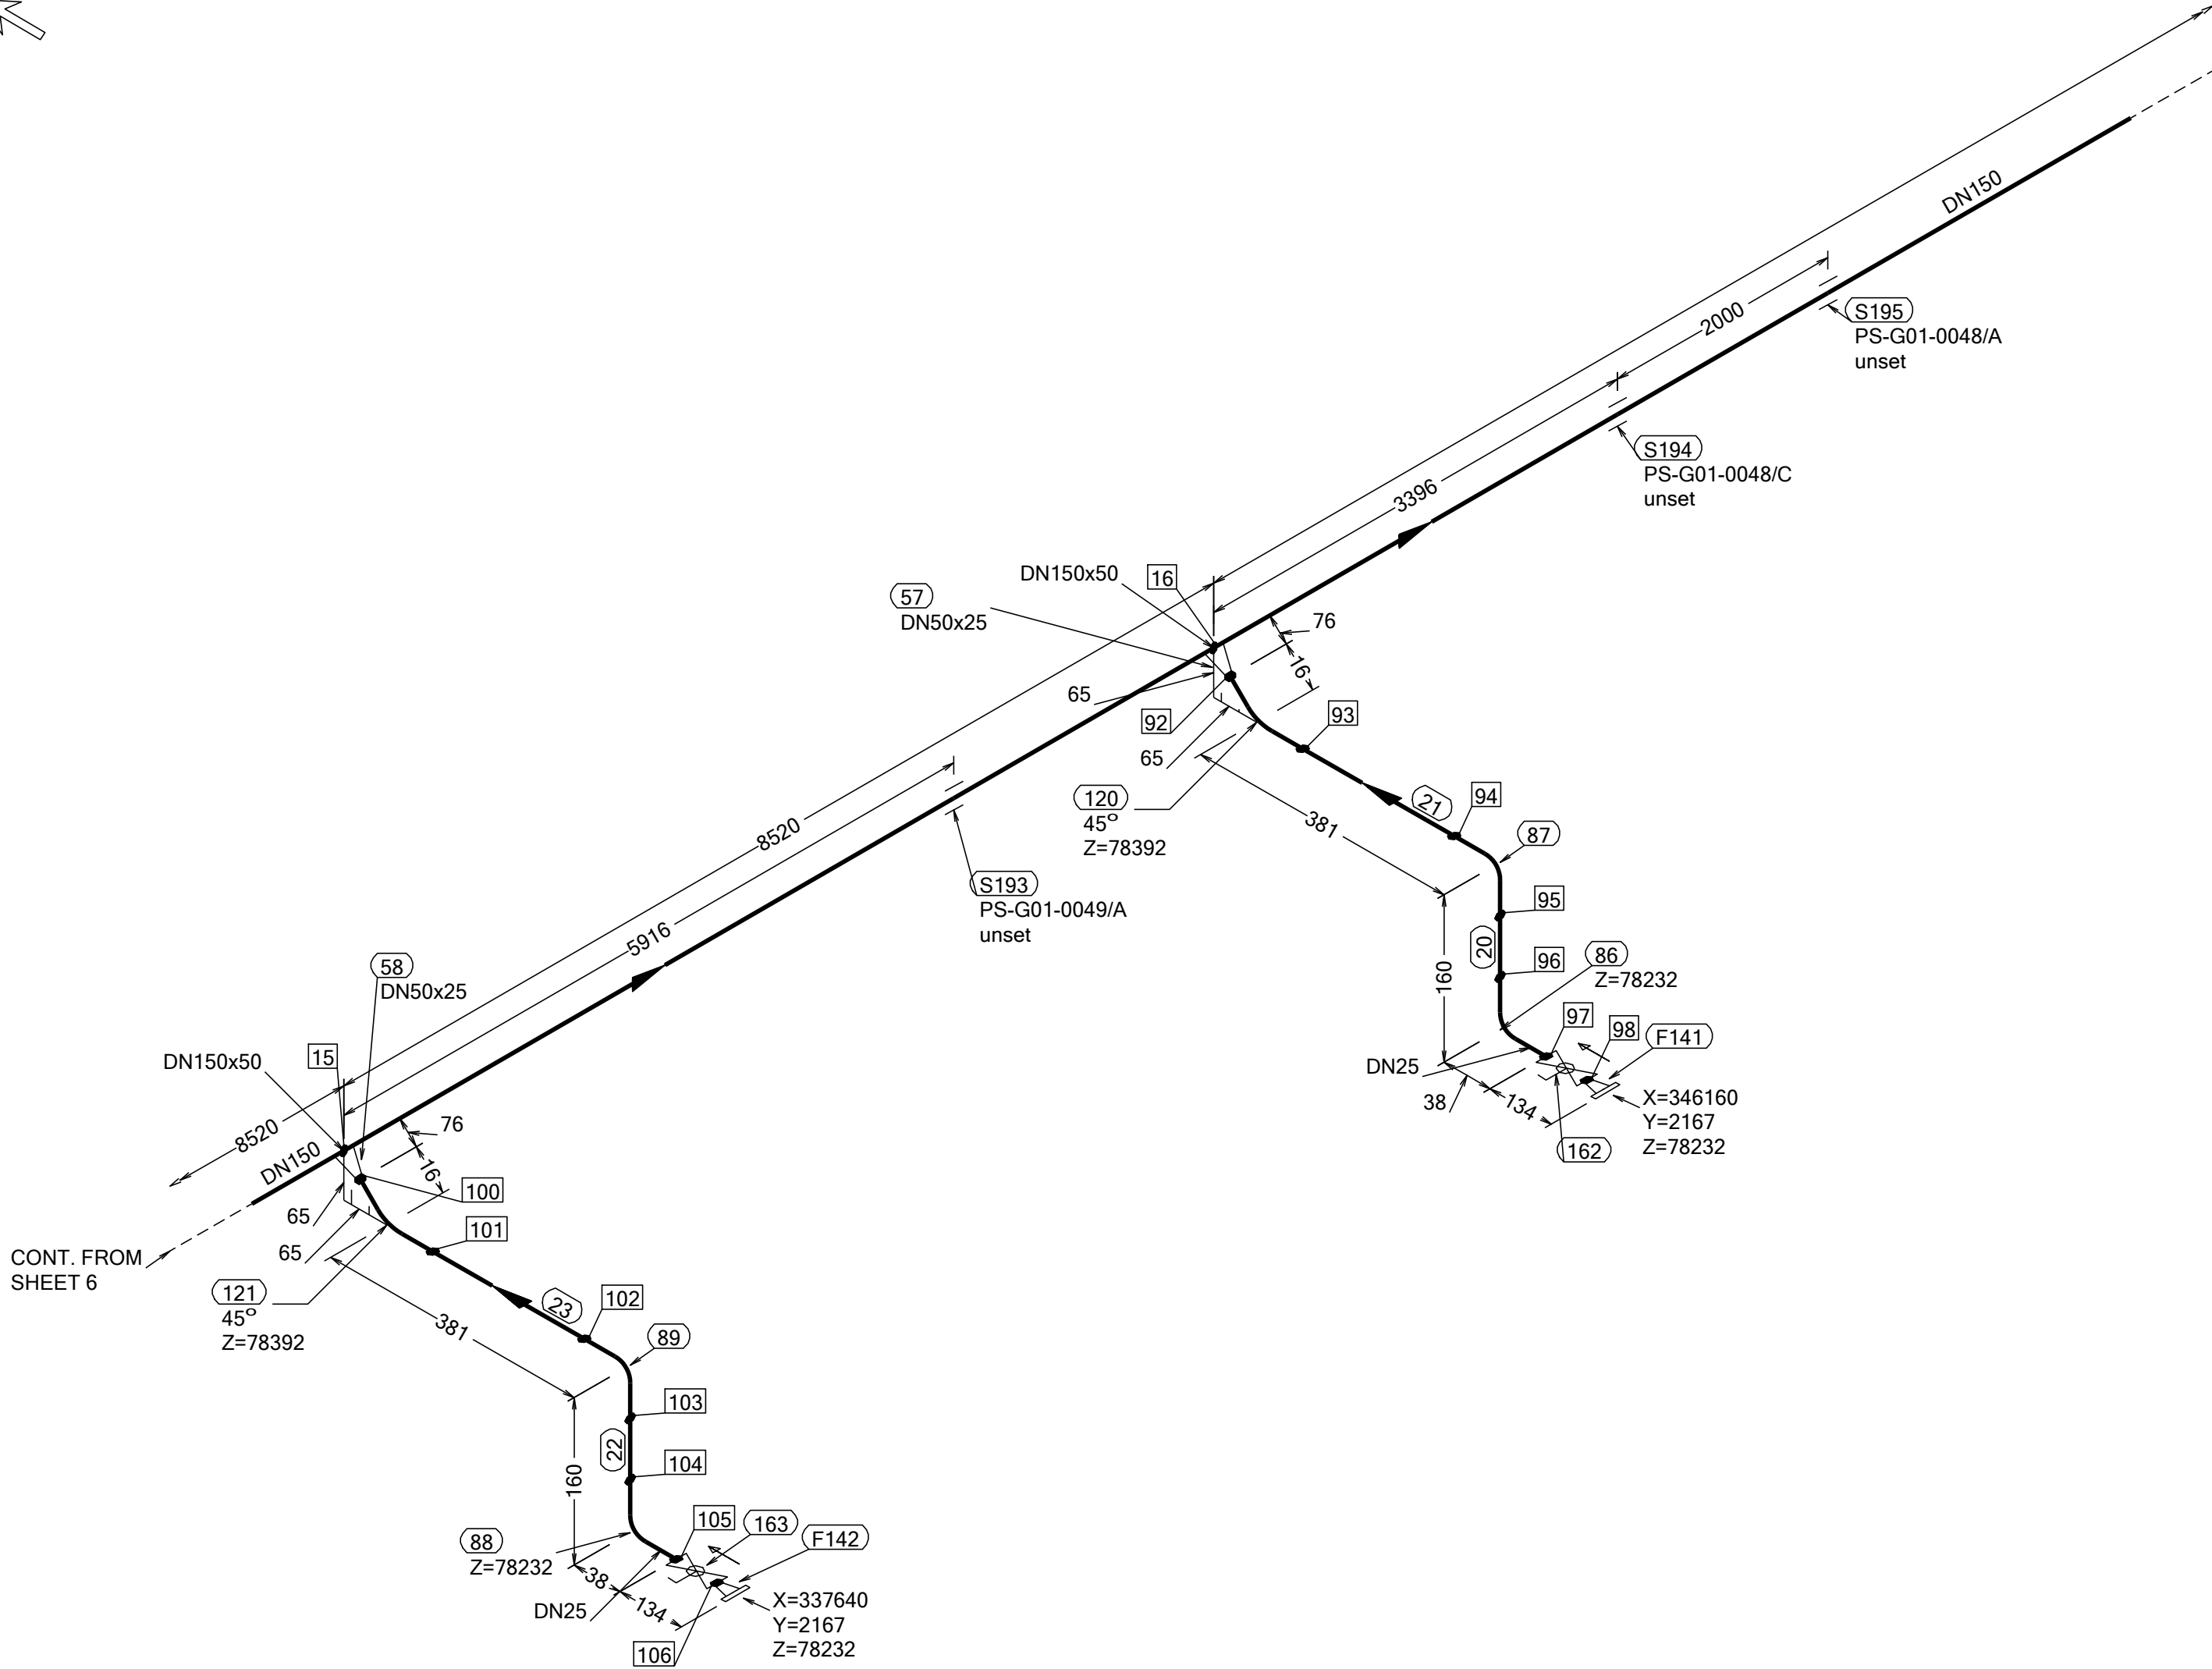 DN150
2000
S195
PS-G01-0048/A
unset
S194
PS-G01-0048/C
unset
3396
DN150x50
16
57
DN50x25
76
16
65
92
93
65
120
45°
Z=78392
21
94
381
87
8520
S193
PS-G01-0049/A
unset
95
5916
20
96
86
Z=78232
160
58
DN50x25
97
98
F141
DN25
X=346160
Y=2167
Z=78232
38
134
162
DN150x50
15
8520
DN150
76
16
100
65
101
65
CONT. FROM
SHEET 6
121
45°
Z=78392
23
102
381
89
103
22
104
160
105
163
F142
88
Z=78232
38
DN25
134
X=337640
Y=2167
Z=78232
106